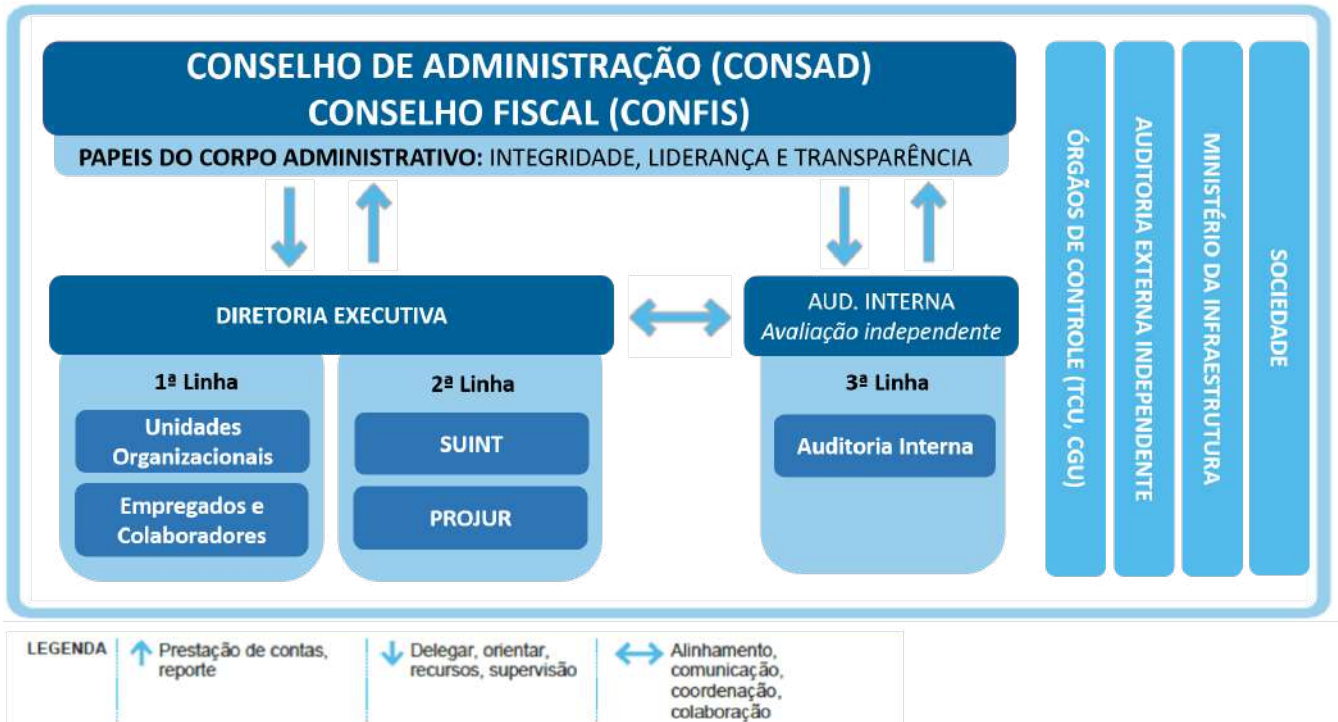 CONSELHO DE ADMINISTRAÇÃO (CONSAD)
CONSELHO FISCAL (CONFIS)
PAPEIS DO CORPO ADMINISTRATIVO: INTEGRIDADE, LIDERANÇA E TRANSPARÊNCIA
DIRETORIA EXECUTIVA
1ª Linha
Unidades
Organizacionais
Empregados e
Colaboradores
2ª Linha
SUINT
PROJUR
AUD. INTERNA
Avaliação independente
3ª Linha
Auditoria Interna
ÓRGÃOS DE CONTROLE (TCU, CGU)
AUDITORIA EXTERNA INDEPENDENTE
MINISTÉRIO DA INFRAESTRUTURA
SOCIEDADE
LEGENDA
Prestação de contas,
reporte
Delegar, orientar,
recursos, supervisão
Alinhamento,
comunicação,
coordenação,
colaboração